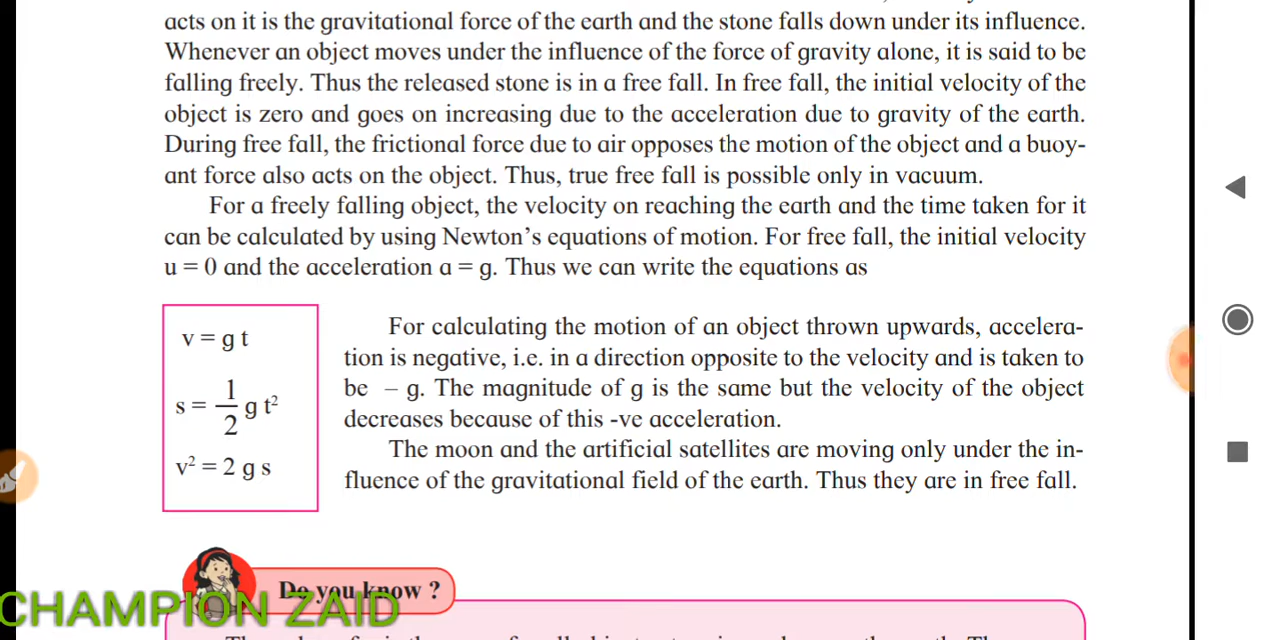 acts on it is the gravitational force of the earth and the stone falls down under its influence.
Whenever an object moves under the influence of the force of gravity alone, it is said to be
falling freely. Thus the released stone is in a free fall. In free fall, the initial velocity of the
object is zero and goes on increasing due to the acceleration due to gravity of the earth.
During free fall, the frictional force due to air opposes the motion of the object and a buoy-
ant force also acts on the object. Thus, true free fall is possible only in vacuum.
For a freely falling object, the velocity on reaching the earth and the time taken for it
can be calculated by using Newton's equations of motion. For free fall, the initial velocity
u = 0 and the acceleration a = g. Thus we can write the equations as
v = g t
s = 1/2 g t²
v² = 2 g s
For calculating the motion of an object thrown upwards, accelera-
tion is negative, i.e. in a direction opposite to the velocity and is taken to
be – g. The magnitude of g is the same but the velocity of the object
decreases because of this -ve acceleration.
The moon and the artificial satellites are moving only under the in-
fluence of the gravitational field of the earth. Thus they are in free fall.
Do you know ?
CHAMPION ZAID